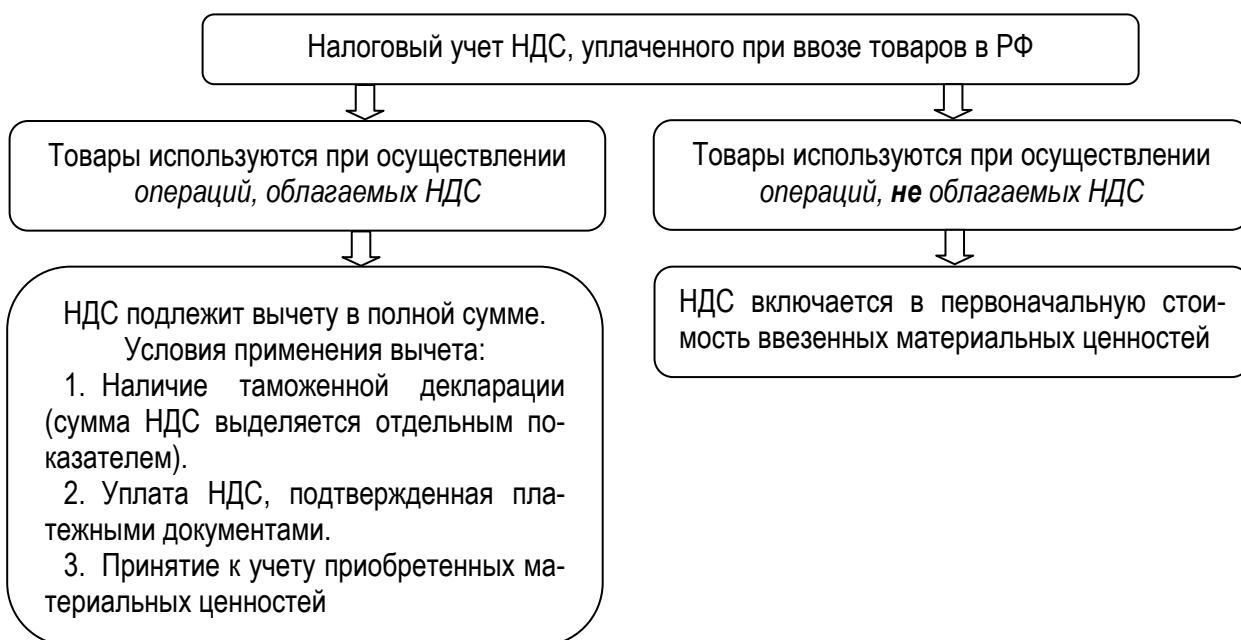 Налоговый учет НДС, уплаченного при ввозе товаров в РФ
Товары используются при осуществлении
операций, облагаемых НДС
Товары используются при осуществлении
операций, не облагаемых НДС
НДС подлежит вычету в полной сумме.
Условия применения вычета:
1. Наличие таможенной декларации
(сумма НДС выделяется отдельным по-
казателем).
2. Уплата НДС, подтвержденная пла-
тежными документами.
3. Принятие к учету приобретенных ма-
териальных ценностей
НДС включается в первоначальную стои-
мость ввезенных материальных ценностей